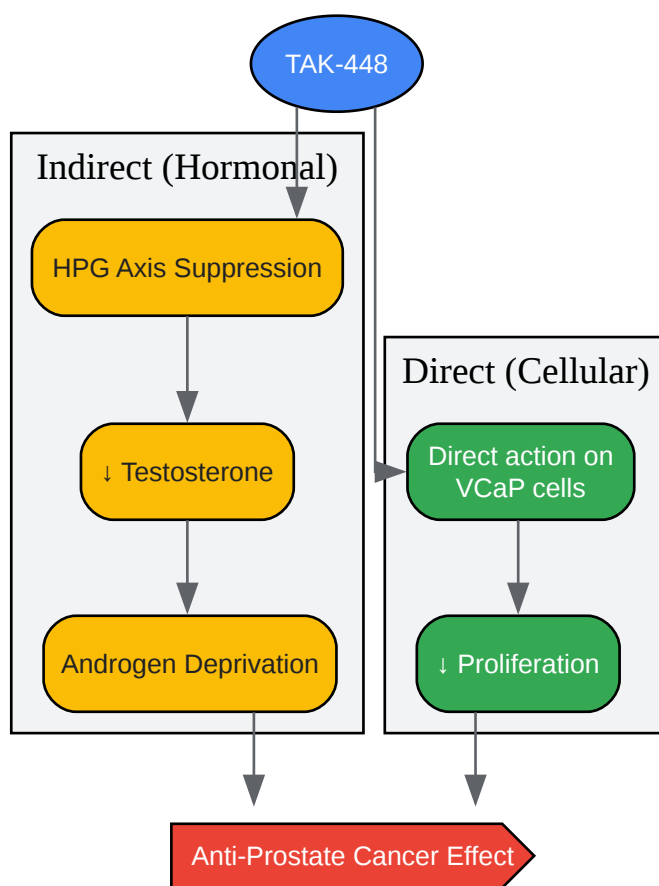 TAK-448
Indirect (Hormonal)
HPG Axis Suppression
↓ Testosterone
Androgen Deprivation
Direct (Cellular)
Direct action on
VCaP cells
↓ Proliferation
Anti-Prostate Cancer Effect